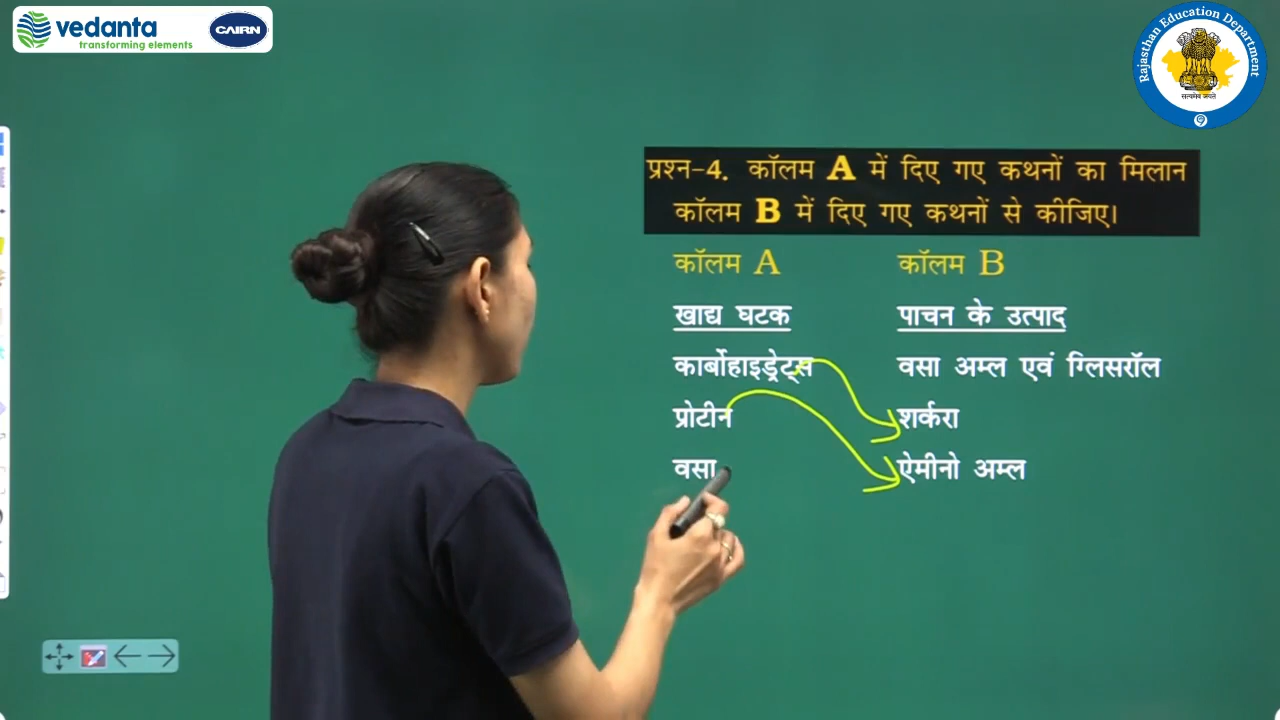 vedanta
transforming elements
CAIRN
Rajasthan Education Department
सत्यमेव जयते
प्रश्न-4. कॉलम A में दिए गए कथनों का मिलान
कॉलम B में दिए गए कथनों से कीजिए।
कॉलम A कॉलम B
खाद्य घटक पाचन के उत्पाद
कार्बोहाइड्रेट्स वसा अम्ल एवं ग्लिसरॉल
प्रोटीन शर्करा
वसा ऐमीनो अम्ल